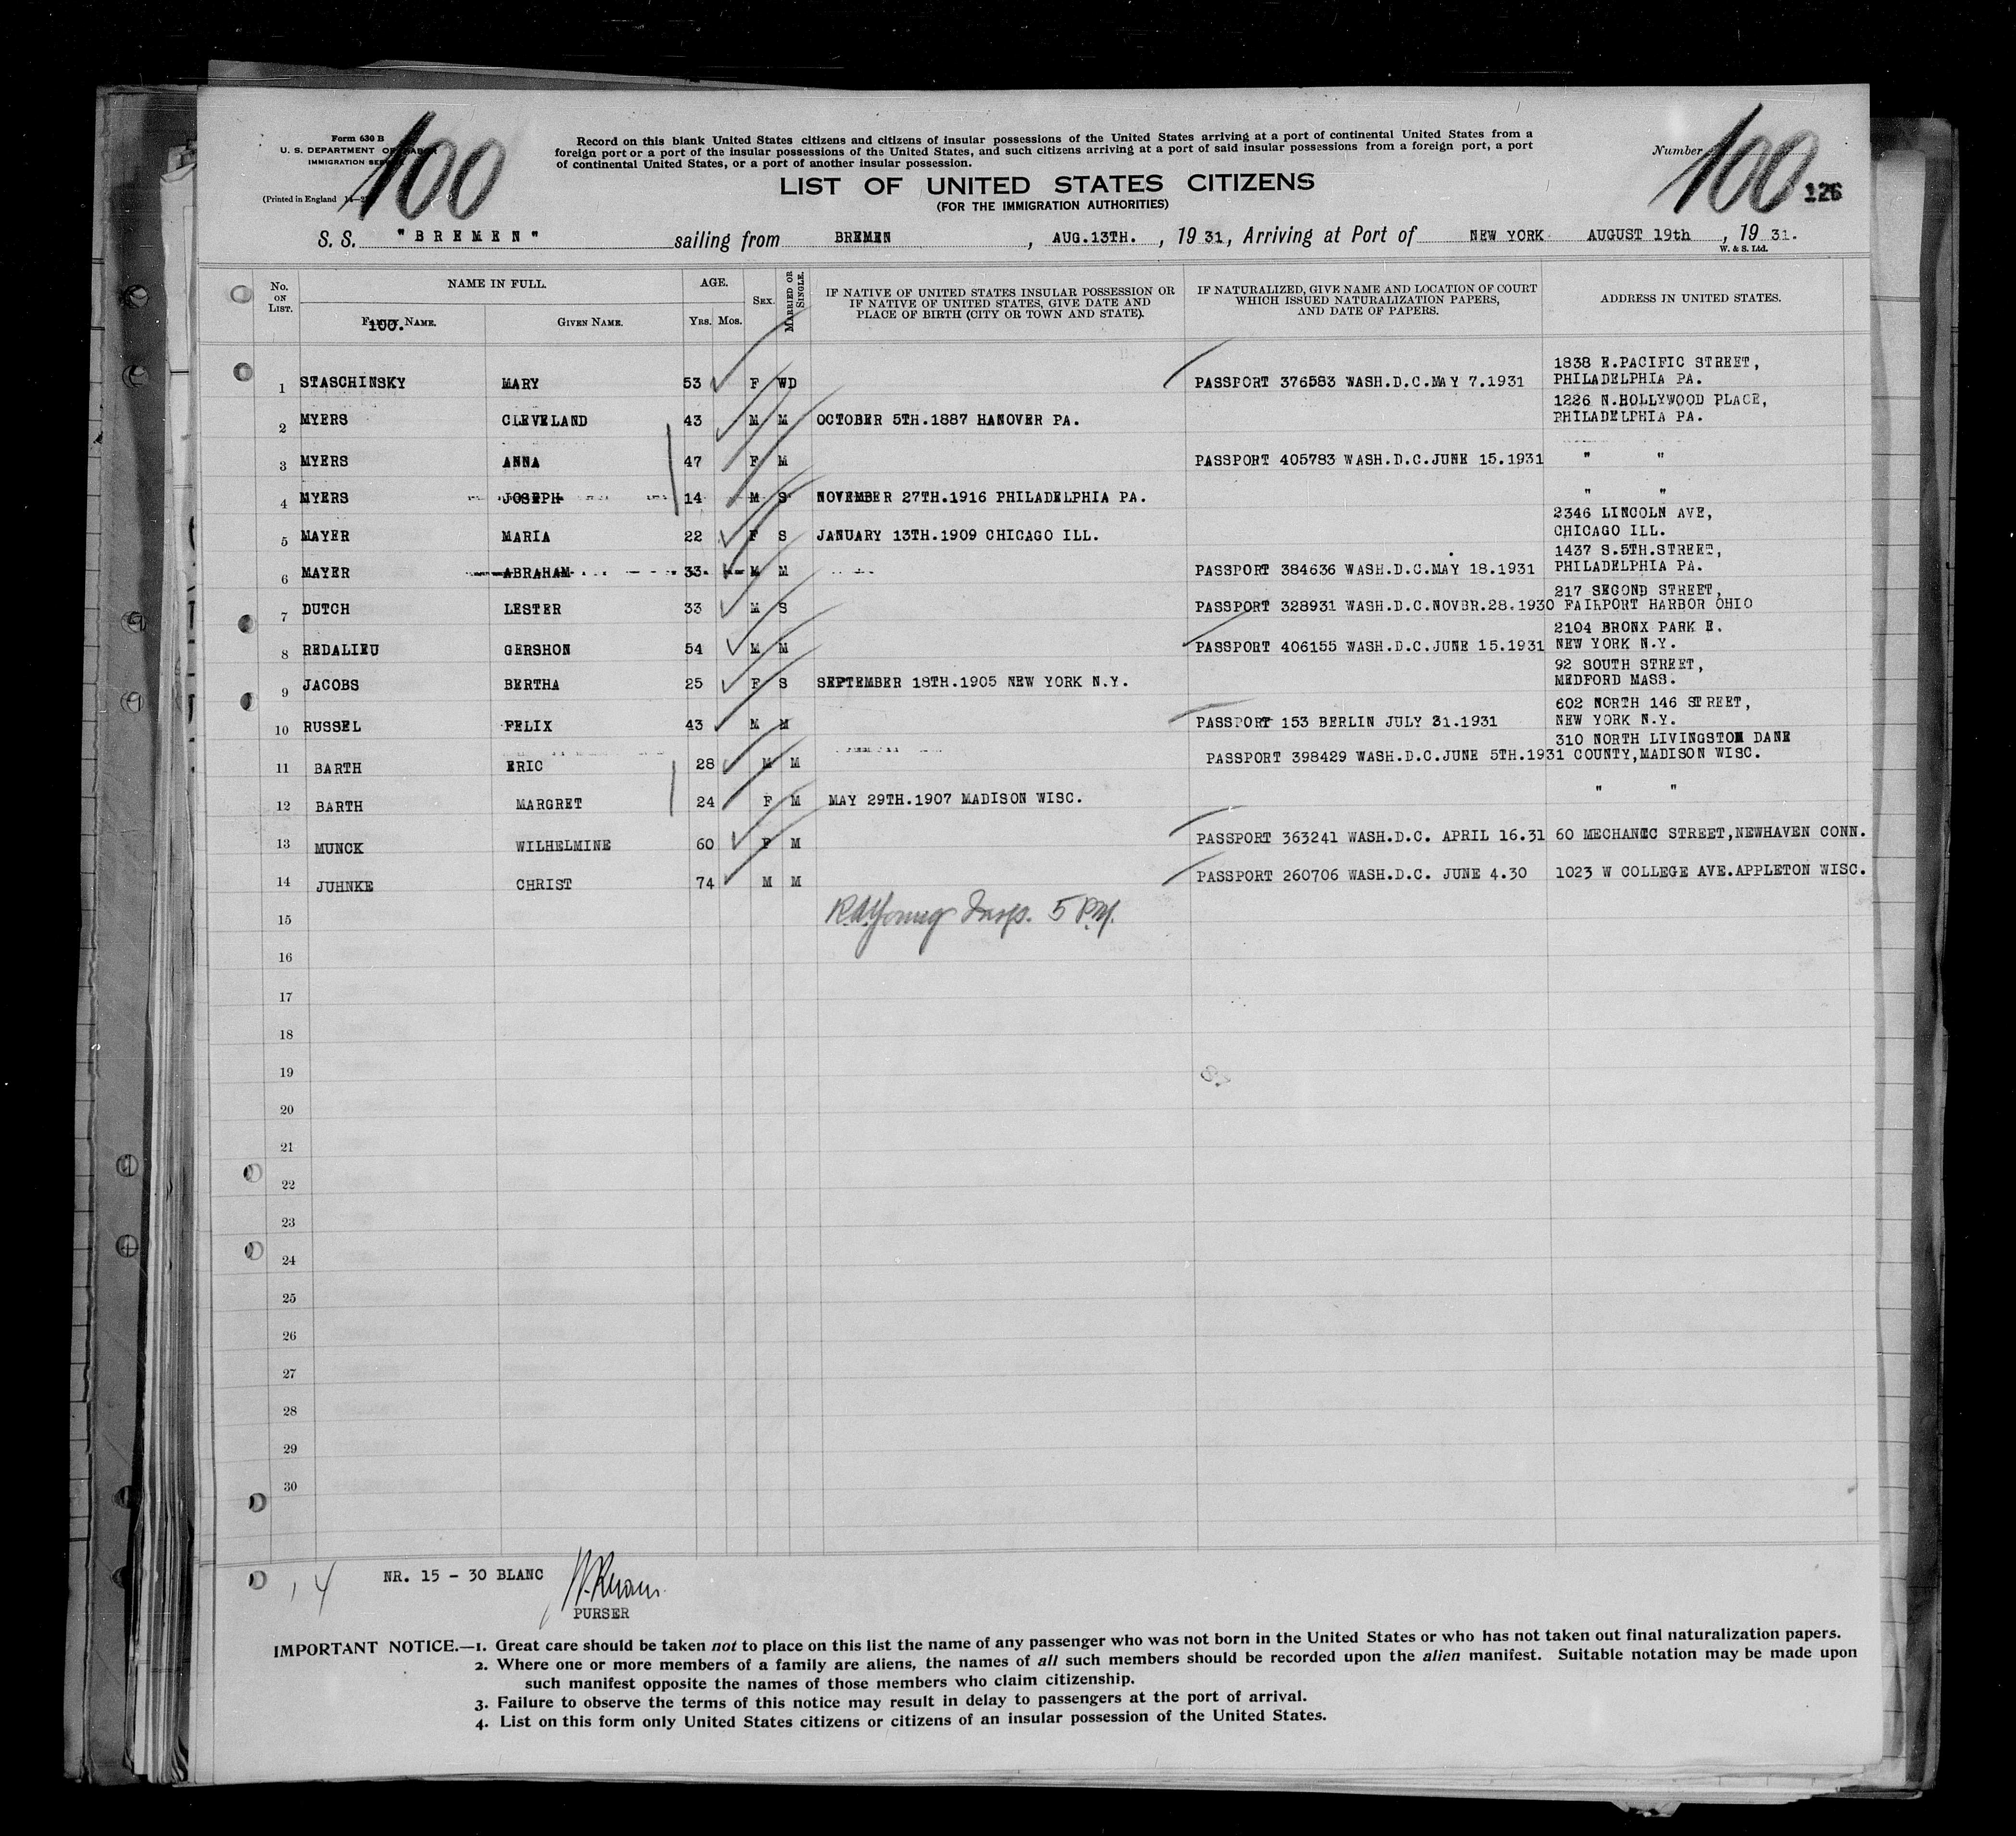 Form 630 B
U. S. DEPARTMENT OF LABOR
IMMIGRATION
(Printed in England
100
Record on this blank United States citizens and citizens of insular possessions of the United States arriving at a port of continental United States from a
foreign port or a port of the insular possessions of the United States, and such citizens arriving at a port of said insular possessions from a foreign port, a port
of continental United States, or a port of another insular possession.
Number 100
126
LIST OF UNITED STATES CITIZENS
(FOR THE IMMIGRATION AUTHORITIES)
S. S. "BREMEN" sailing from BREMEN, AUG.13TH., 1931, Arriving at Port of NEW YORK AUGUST 19th, 1931.
W. & S. Ltd.
No. ON LIST. NAME IN FULL. AGE. SEX. MARRIED OR SINGLE. IF NATIVE OF UNITED STATES INSULAR POSSESSION OR IF NATIVE OF UNITED STATES, GIVE DATE AND PLACE OF BIRTH (CITY OR TOWN AND STATE). IF NATURALIZED, GIVE NAME AND LOCATION OF COURT WHICH ISSUED NATURALIZATION PAPERS, AND DATE OF PAPERS. ADDRESS IN UNITED STATES.
FAMILY NAME. 100. GIVEN NAME. YRS. MOS.
1 STASCHINSKY MARY 53 F WD PASSPORT 376583 WASH.D.C.MAY 7.1931 1838 E.PACIFIC STREET, PHILADELPHIA PA.
2 MYERS CLEVELAND 43 M M OCTOBER 5TH.1887 HANOVER PA. 1226 N.HOLLYWOOD PLACE, PHILADELPHIA PA.
3 MYERS ANNA 47 F M PASSPORT 405783 WASH.D.C.JUNE 15.1931 " "
4 MYERS JOSEPH 14 M S NOVEMBER 27TH.1916 PHILADELPHIA PA. " "
5 MAYER MARIA 22 F S JANUARY 13TH.1909 CHICAGO ILL. 2346 LINCOLN AVE, CHICAGO ILL.
6 MAYER ABRAHAM 33 M M PASSPORT 384636 WASH.D.C.MAY 18.1931 1437 S.5TH.STREET, PHILADELPHIA PA.
7 DUTCH LESTER 33 M S PASSPORT 328931 WASH.D.C.NOVBR.28.1930 217 SEGOND STREET, FAIRPORT HARBOR OHIO
8 REDALIEU GERSHON 54 M M PASSPORT 406155 WASH.D.C.JUNE 15.1931 2104 BRONX PARK E. NEW YORK N.Y.
9 JACOBS BERTHA 25 F S SEPTEMBER 18TH.1905 NEW YORK N.Y. 92 SOUTH STREET, MEDFORD MASS.
10 RUSSEL FELIX 43 M M PASSPORT 153 BERLIN JULY 31.1931 602 NORTH 146 STREET, NEW YORK N.Y.
11 BARTH ERIC 28 M M PASSPORT 398429 WASH.D.C.JUNE 5TH.1931 310 NORTH LIVINGSTON DANE COUNTY,MADISON WISC.
12 BARTH MARGRET 24 F M MAY 29TH.1907 MADISON WISC. " "
13 MUNCK WILHELMINE 60 F M PASSPORT 363241 WASH.D.C. APRIL 16.31 60 MECHANIC STREET,NEWHAVEN CONN.
14 JUHNKE CHRIST 74 M M PASSPORT 260706 WASH.D.C. JUNE 4.30 1023 W COLLEGE AVE.APPLETON WISC.
15 R.A.Young Insp. 5 P.M.
16
17
18
19
20
21
22
23
24
25
26
27
28
29
30
14 NR. 15 - 30 BLANC
PURSER
IMPORTANT NOTICE.—1. Great care should be taken not to place on this list the name of any passenger who was not born in the United States or who has not taken out final naturalization papers.
2. Where one or more members of a family are aliens, the names of all such members should be recorded upon the alien manifest. Suitable notation may be made upon
such manifest opposite the names of those members who claim citizenship.
3. Failure to observe the terms of this notice may result in delay to passengers at the port of arrival.
4. List on this form only United States citizens or citizens of an insular possession of the United States.